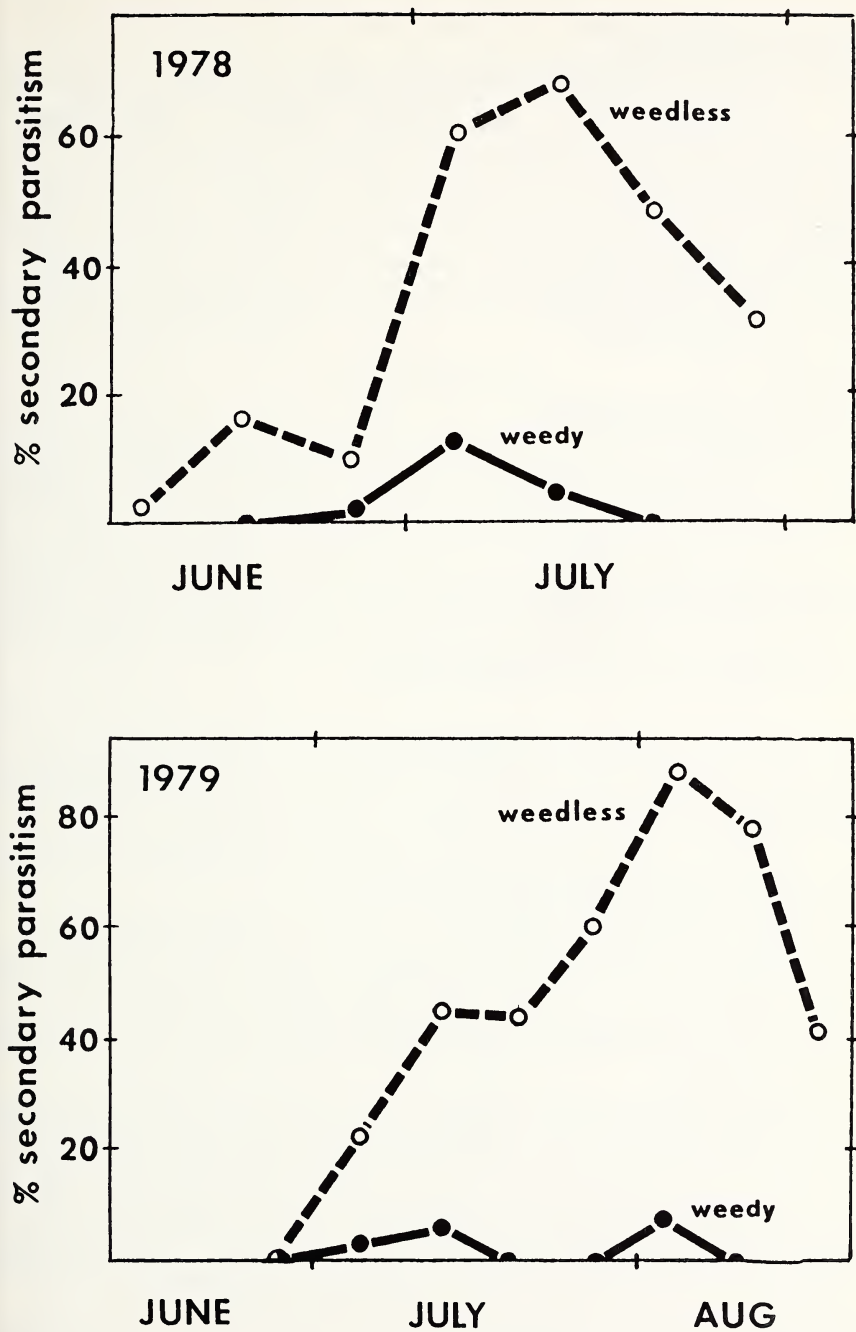 1978
% secondary parasitism
60
40
20
weedless
weedy
JUNE JULY
1979
% secondary parasitism
80
60
40
20
weedless
weedy
JUNE JULY AUG